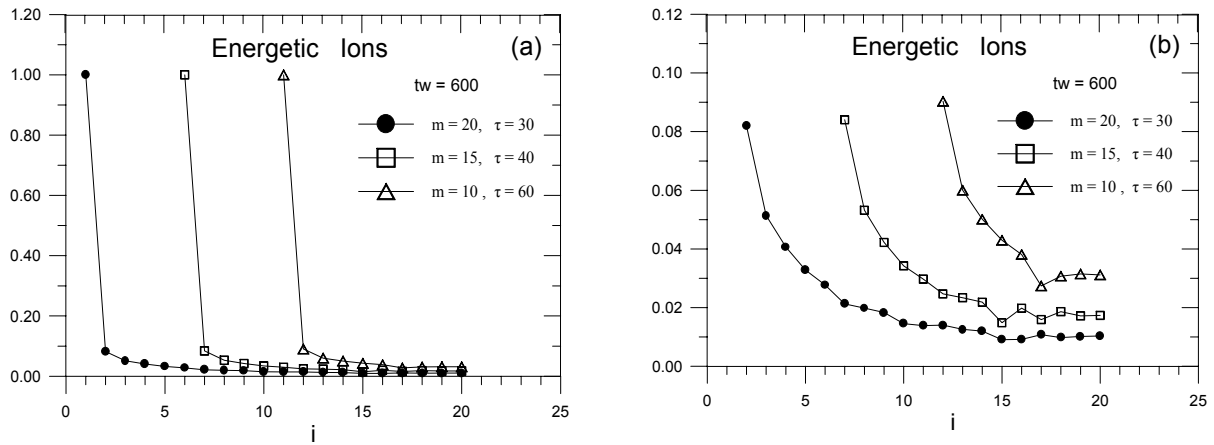 1.20
1.00
0.80
0.60
0.40
0.20
0.00
0 5 10 15 20 25
i
Energetic Ions
(a)
tw = 600
m = 20, τ = 30
m = 15, τ = 40
m = 10 , τ = 60
0.12
0.10
0.08
0.06
0.04
0.02
0.00
0 5 10 15 20 25
i
Energetic Ions
(b)
tw = 600
m = 20, τ = 30
m = 15, τ = 40
m = 10 , τ = 60